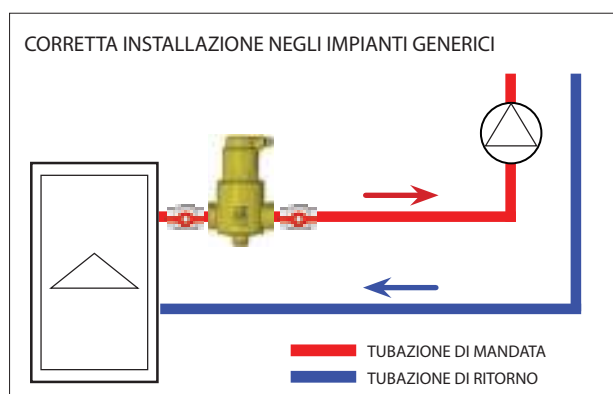 CORRETTA INSTALLAZIONE NEGLI IMPIANTI GENERICI
TUBAZIONE DI MANDATA
TUBAZIONE DI RITORNO